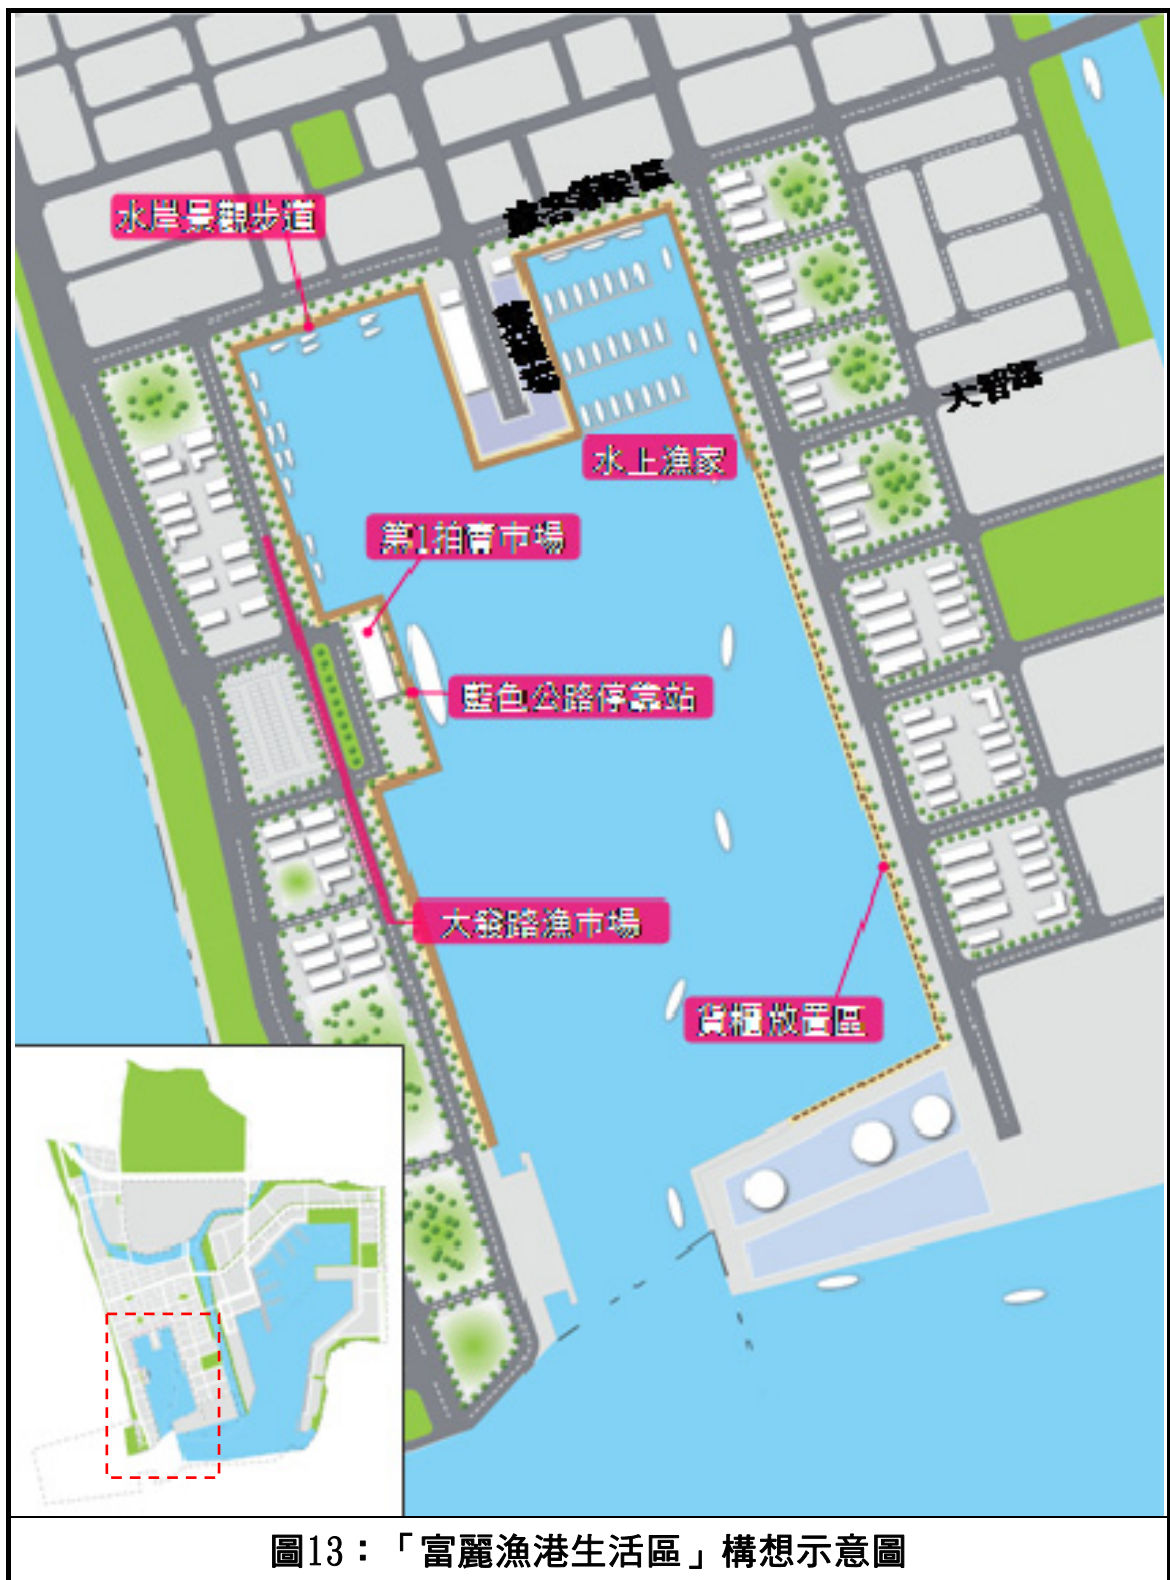 水岸景觀步道
大智路
水上漁家
第1拍賣市場
藍色公路停靠站
大發路漁市場
貨櫃放置區
圖13：「富麗漁港生活區」構想示意圖